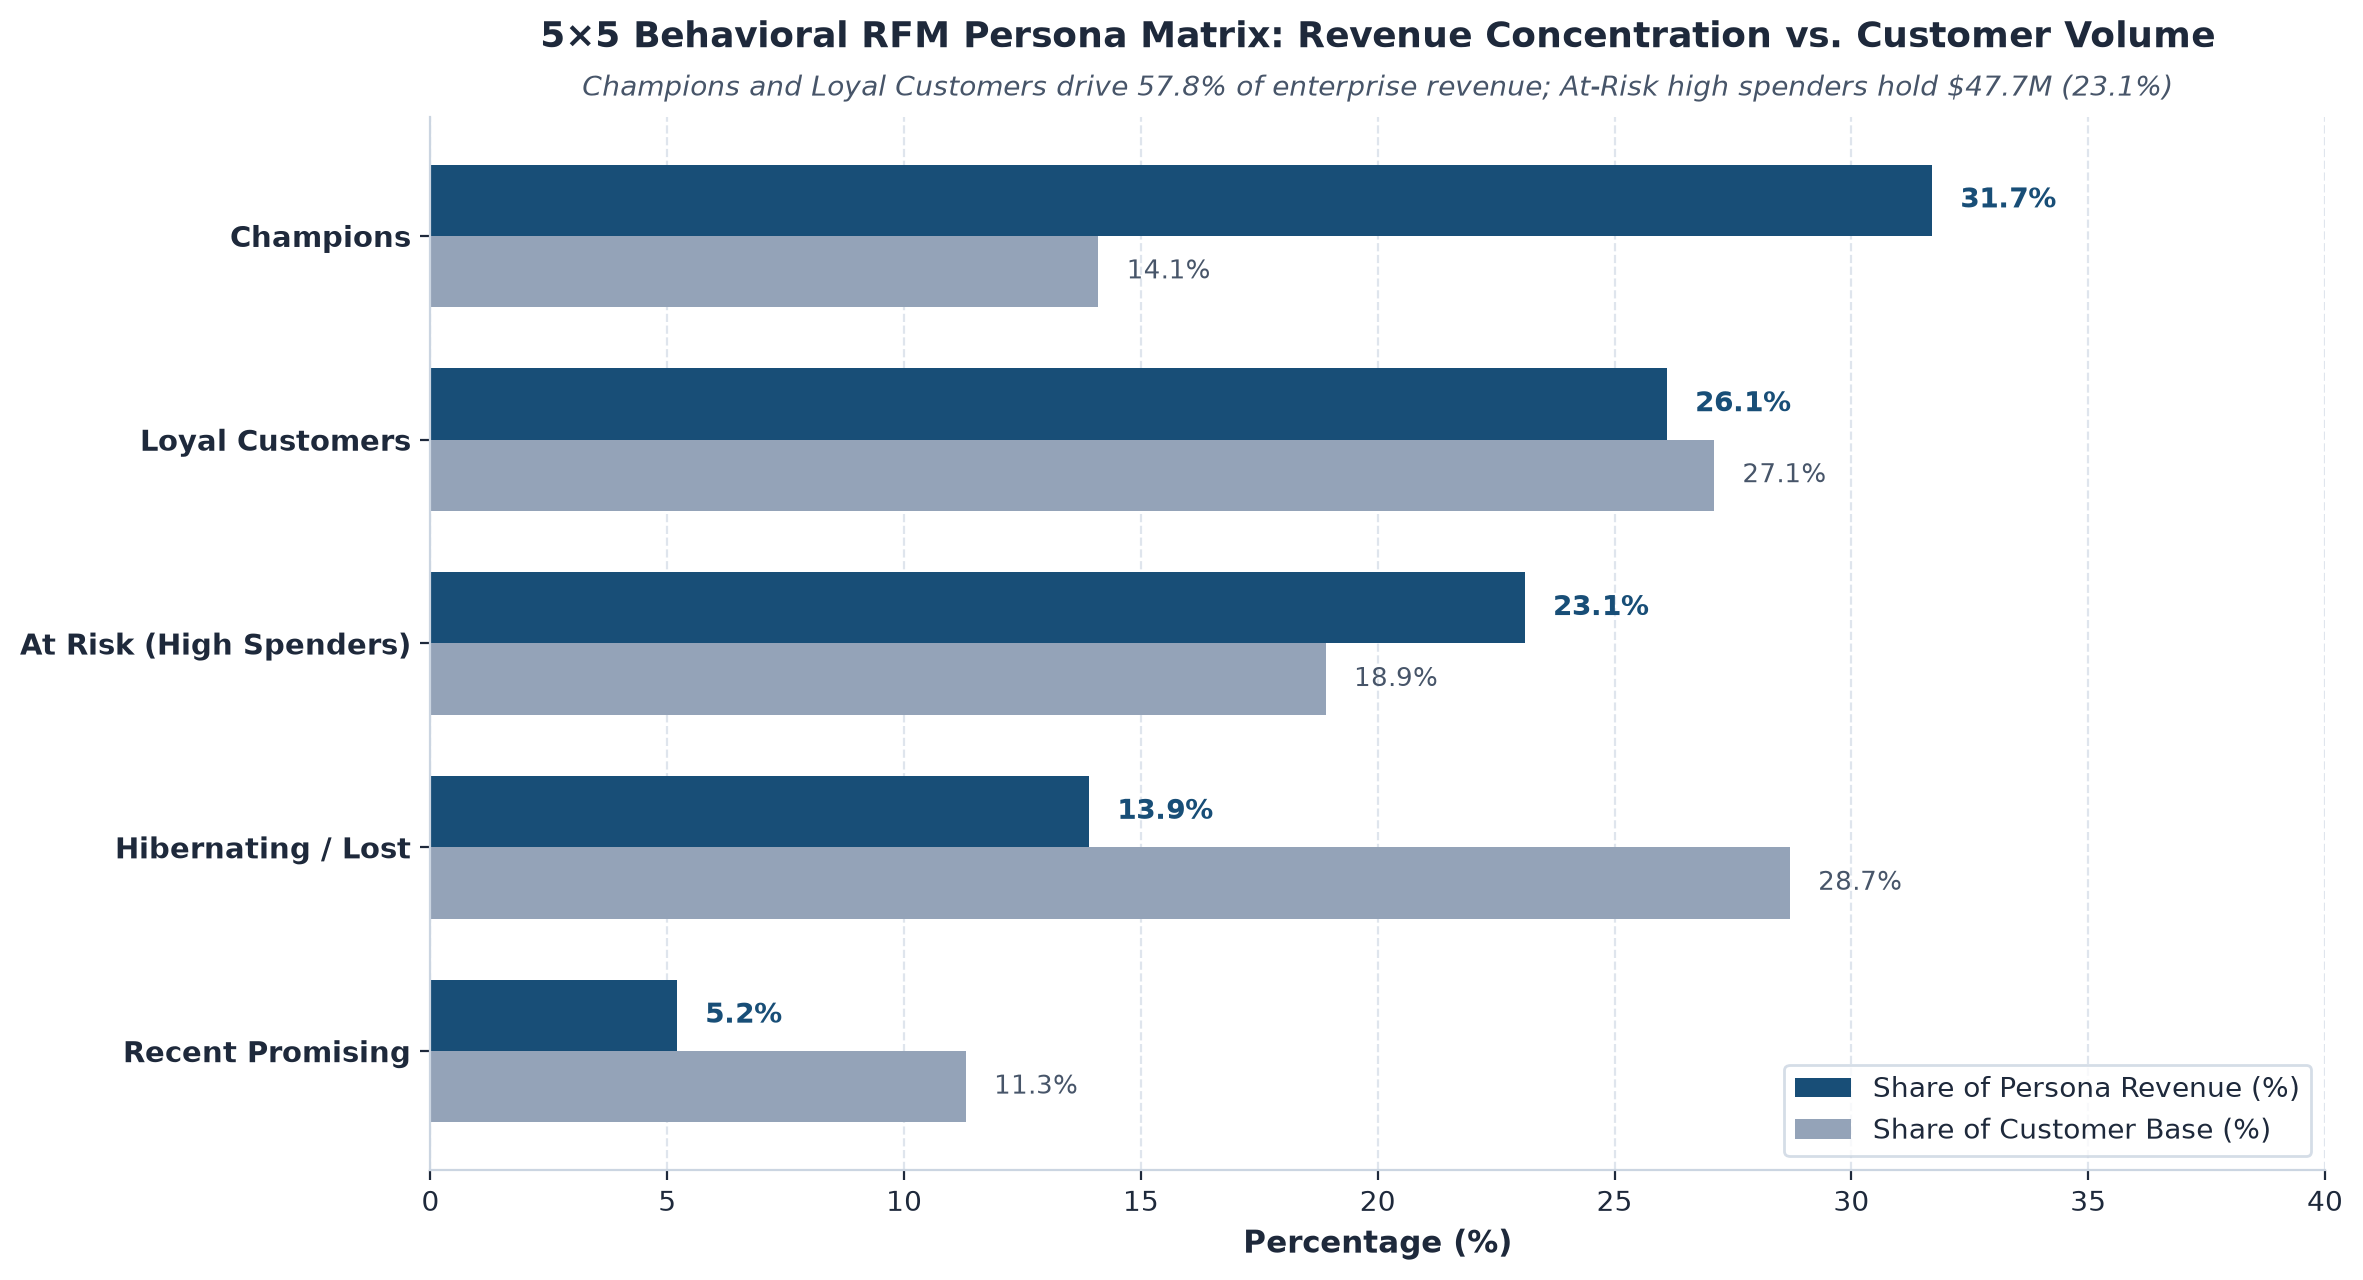 5×5 Behavioral RFM Persona Matrix: Revenue Concentration vs. Customer Volume
Champions and Loyal Customers drive 57.8% of enterprise revenue; At-Risk high spenders hold $47.7M (23.1%)
Champions
31.7%
14.1%
Loyal Customers
26.1%
27.1%
At Risk (High Spenders)
23.1%
18.9%
Hibernating / Lost
13.9%
28.7%
Recent Promising
5.2%
11.3%
Share of Persona Revenue (%)
Share of Customer Base (%)
0 5 10 15 20 25 30 35 40
Percentage (%)